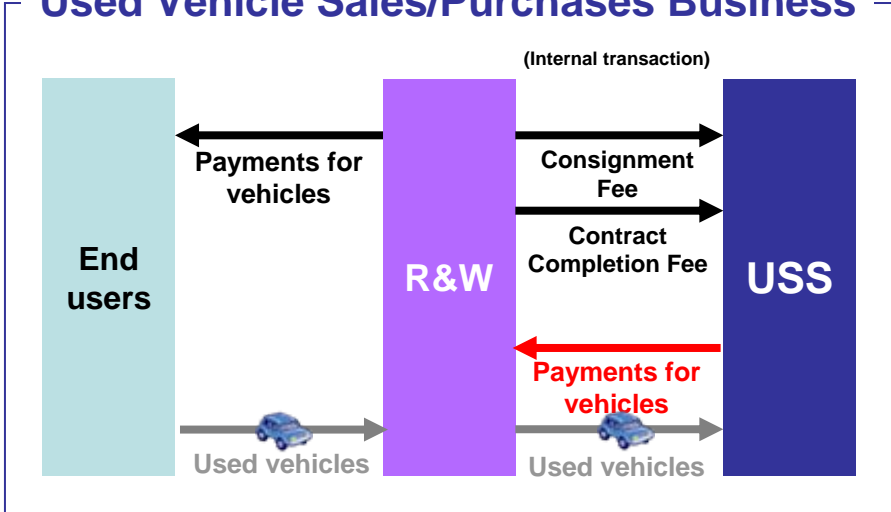 Used Vehicle Sales/Purchases Business
(Internal transaction)
Payments for
vehicles
Consignment
Fee
Contract
Completion Fee
End
users
R&W
USS
Payments for
vehicles
Used vehicles
Used vehicles